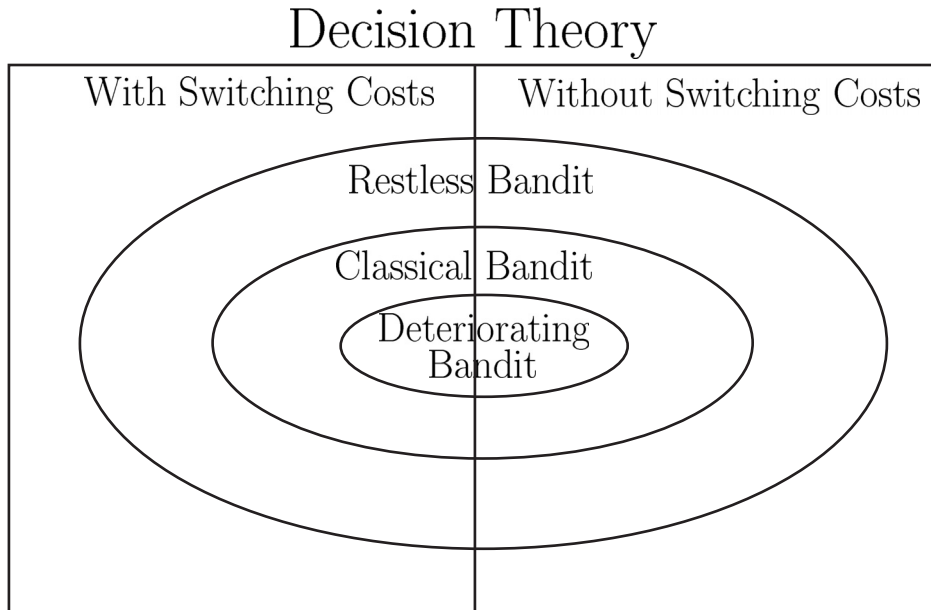 Decision Theory
With Switching Costs
Without Switching Costs
Restless Bandit
Classical Bandit
Deteriorating
Bandit